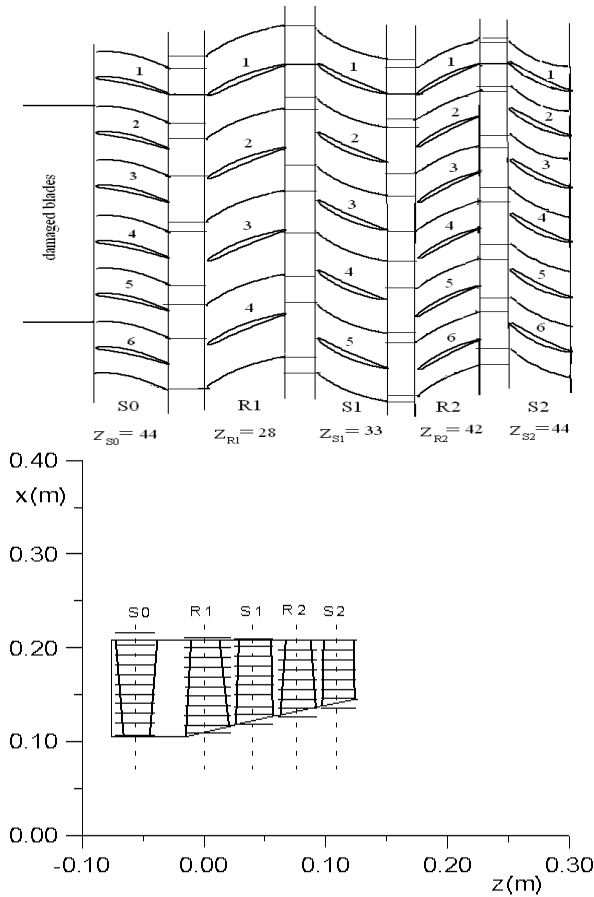 1 1 1 1 1
2 2 2 2 2
3 3 3 3 3
4 4 4 4 4
5 5 5 5
6 6 6
damaged blades
S0 R1 S1 R2 S2
Z_S0= 44 Z_R1=28 Z_S1= 33 Z_R2= 42 Z_S2= 44
0.40
x(m)
0.30
S0 R1 S1 R2 S2
0.20
0.10
0.00
-0.10 0.00 0.10 0.20 0.30
z(m)